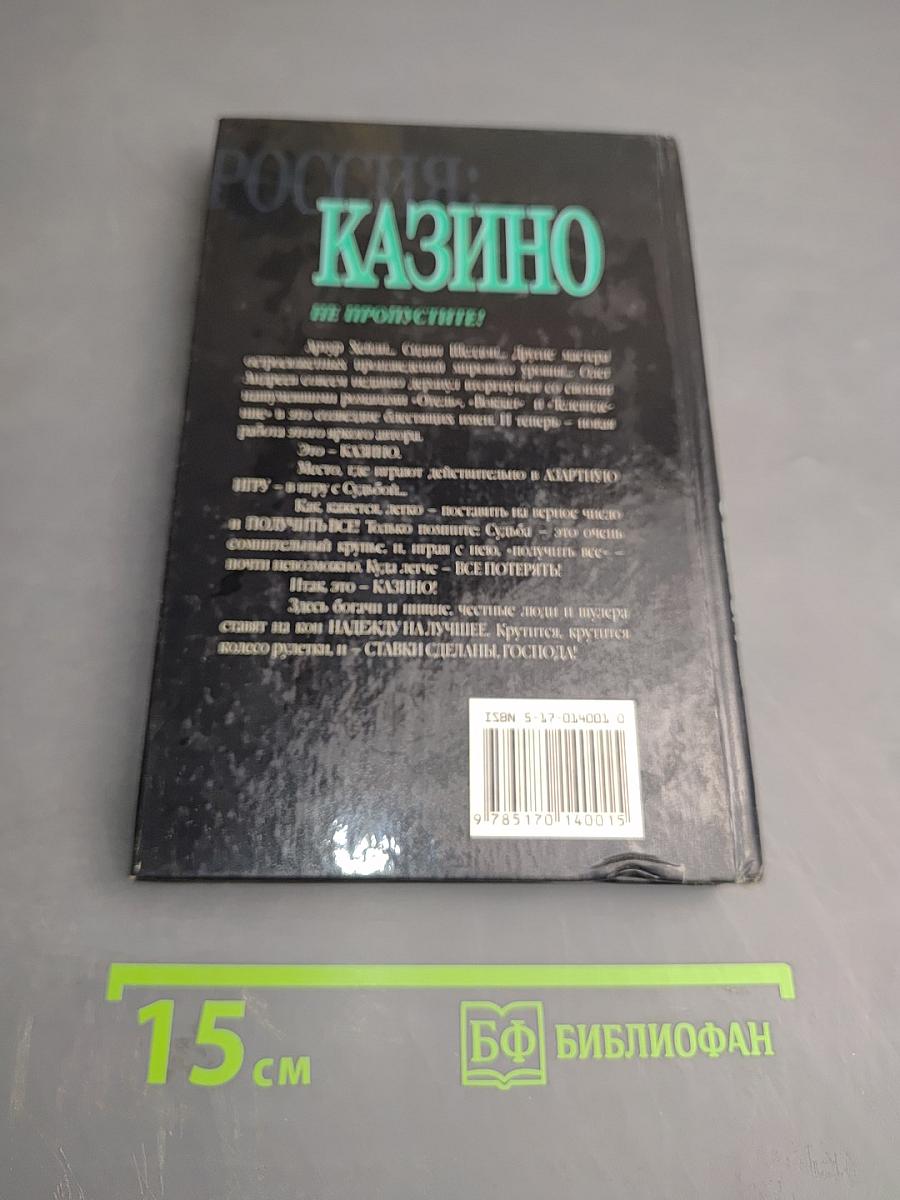 РОССИЯ:
КАЗИНО
НЕ ПРОПУСТИТЕ!
Артур Хейли... Сидни Шелдон... Другие мастера
остросюжетных произведений мирового уровня... Олег
Андреев совсем недавно дерзнул вторгнуться со своими
нашумевшими романами «Отель», «Вокзал» и «Телевиде-
ние» в это созвездие блестящих имен. И теперь – новая
работа этого яркого автора.
Это – КАЗИНО.
Место, где играют действительно в АЗАРТНУЮ
ИГРУ – в игру с Судьбой...
Как, кажется, легко – поставить на верное число
и ПОЛУЧИТЬ ВСЕ! Только помните: Судьба – это очень
сомнительный крупье, и, играя с нею, «получить все» –
почти невозможно. Куда легче – ВСЕ ПОТЕРЯТЬ!
Итак, это – КАЗИНО!
Здесь богачи и нищие, честные люди и шулера
ставят на кон НАДЕЖДУ НА ЛУЧШЕЕ. Крутится, крутится
колесо рулетки, и – СТАВКИ СДЕЛАНЫ, ГОСПОДА!
ISBN 5-17-014001 0
9 785170 140015
15 см
БФ БИБЛИОФАН